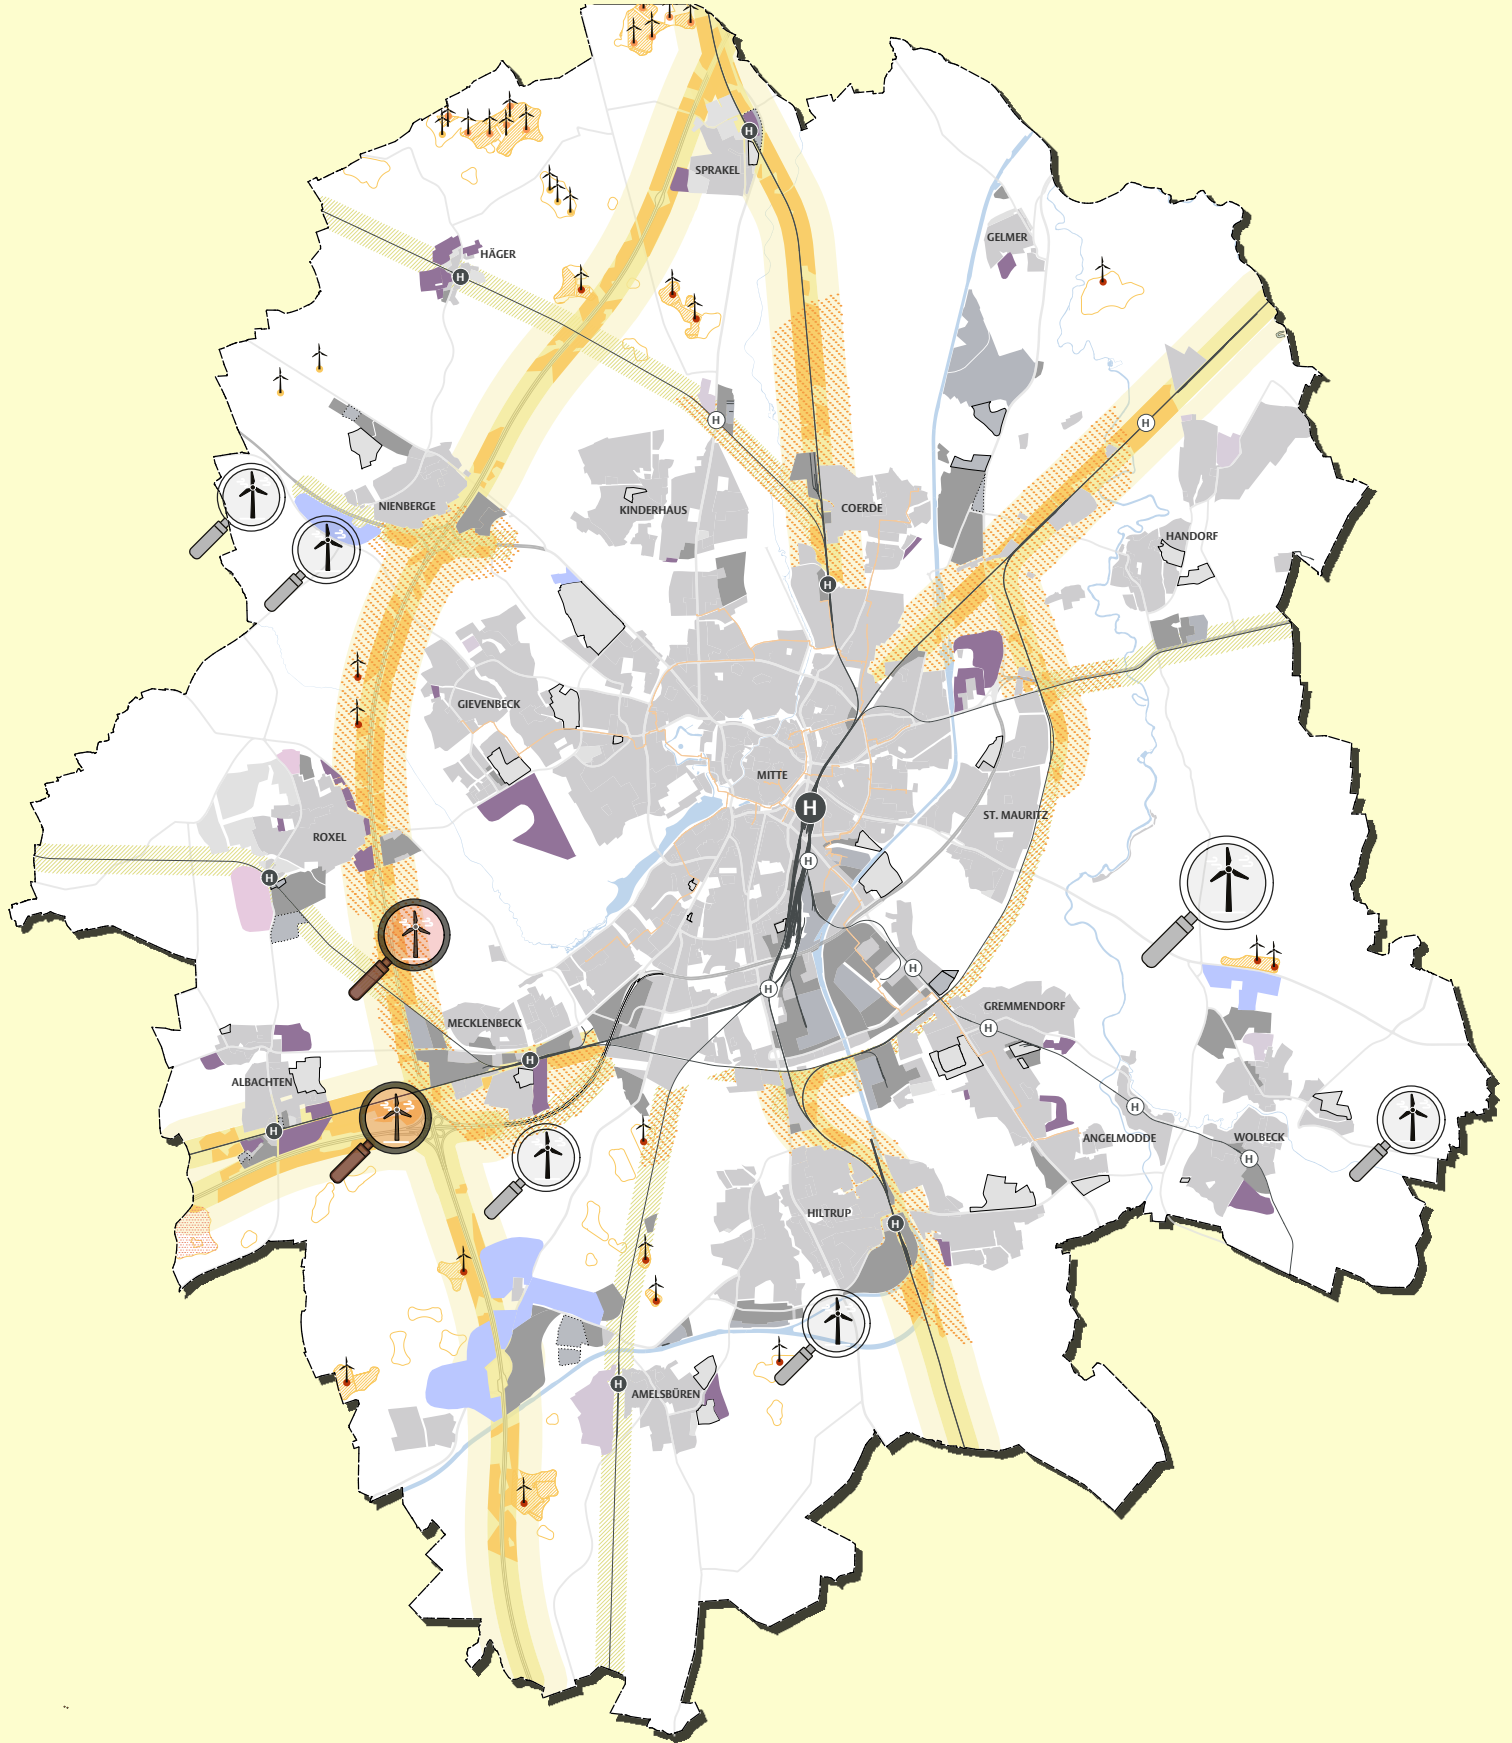 H
SPRAKEL
GELMER
HÄGER
H
H
H
NIENBERGE
KINDERHAUS
COERDE
HANDORF
H
GIEVENBECK
MITTE
H
ST. MAURITZ
ROXEL
H
H
H
H
GREMMENDORF
MECKLENBECK
H
H
ALBACHTEN
H
H
ANGELMODDE
WOLBECK
H
HILTRUP
H
H
AMELSBÜREN